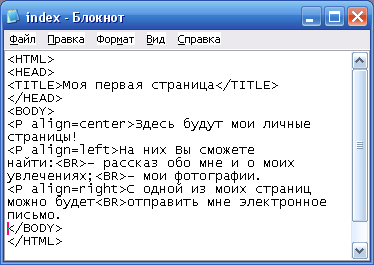 index - Блокнот
Файл Правка Формат Вид Справка
<HTML>
<HEAD>
<TITLE>Моя первая страница</TITLE>
</HEAD>
<BODY>
<P align=center>Здесь будут мои личные
страницы!
<P align=left>На них Вы сможете
найти:<BR>- рассказ обо мне и о моих
увлечениях;<BR>- мои фотографии.
<P align=right>С одной из моих страниц
можно будет<BR>отправить мне электронное
письмо.
</BODY>
</HTML>